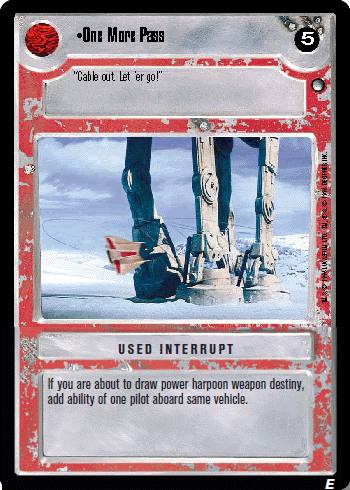 •One More Pass
5
"Cable out. Let 'er go!"
USED INTERRUPT
If you are about to draw power harpoon weapon destiny,
add ability of one pilot aboard same vehicle.
E